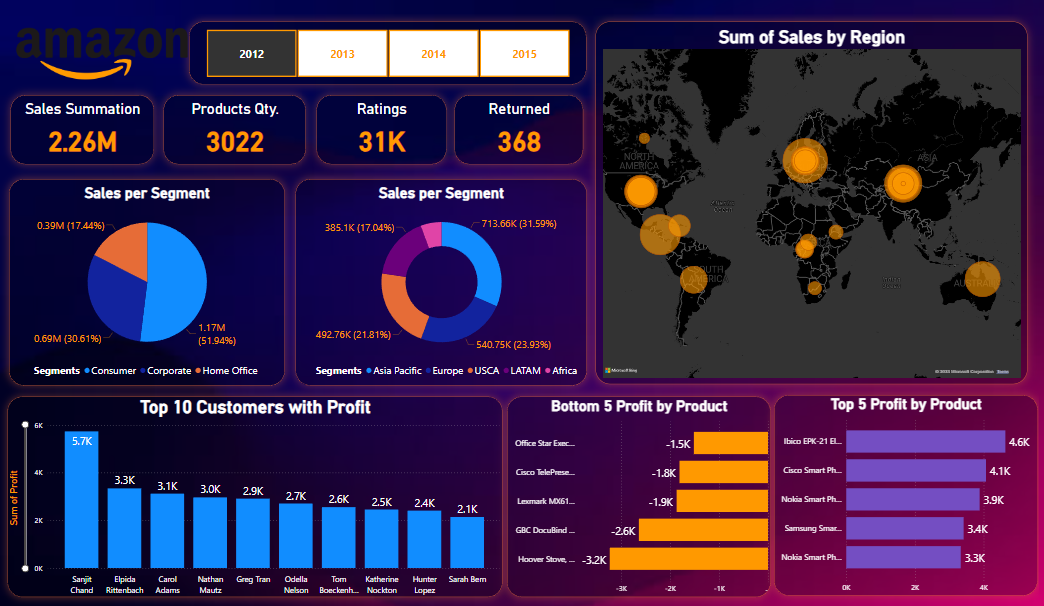 amazon
2012
2013
2014
2015
Sales Summation
2.26M
Products Qty.
3022
Ratings
31K
Returned
368
Sum of Sales by Region
NORTH
AMERICA
ASIA
SOUTH
AMERICA
Microsoft Bing
© 2023 Microsoft Corporation Terms
Sales per Segment
0.39M (17.44%)
0.69M (30.61%)
1.17M
(51.94%)
Segments Consumer Corporate Home Office
Sales per Segment
385.1K (17.04%)
713.66K (31.59%)
492.76K (21.81%)
540.75K (23.93%)
Segments Asia Pacific Europe USCA LATAM Africa
Top 10 Customers with Profit
Sum of Profit
6K
4K
2K
0K
5.7K
3.3K
3.1K
3.0K
2.9K
2.7K
2.6K
2.5K
2.4K
2.1K
Sanjit
Chand
Elpida
Rittenbach
Carol
Adams
Nathan
Mautz
Greg Tran
Odella
Nelson
Tom
Boeckenh...
Katherine
Nockton
Hunter
Lopez
Sarah Bern
Bottom 5 Profit by Product
Office Star Exec... -1.5K
Cisco TelePrese... -1.8K
Lexmark MX61... -1.9K
GBC DocuBind ... -2.6K
Hoover Stove, ... -3.2K
-3K -2K -1K
Top 5 Profit by Product
Ibico EPK-21 El... 4.6K
Cisco Smart Ph... 4.1K
Nokia Smart Ph... 3.9K
Samsung Smar... 3.4K
Nokia Smart Ph... 3.3K
0K 2K 4K